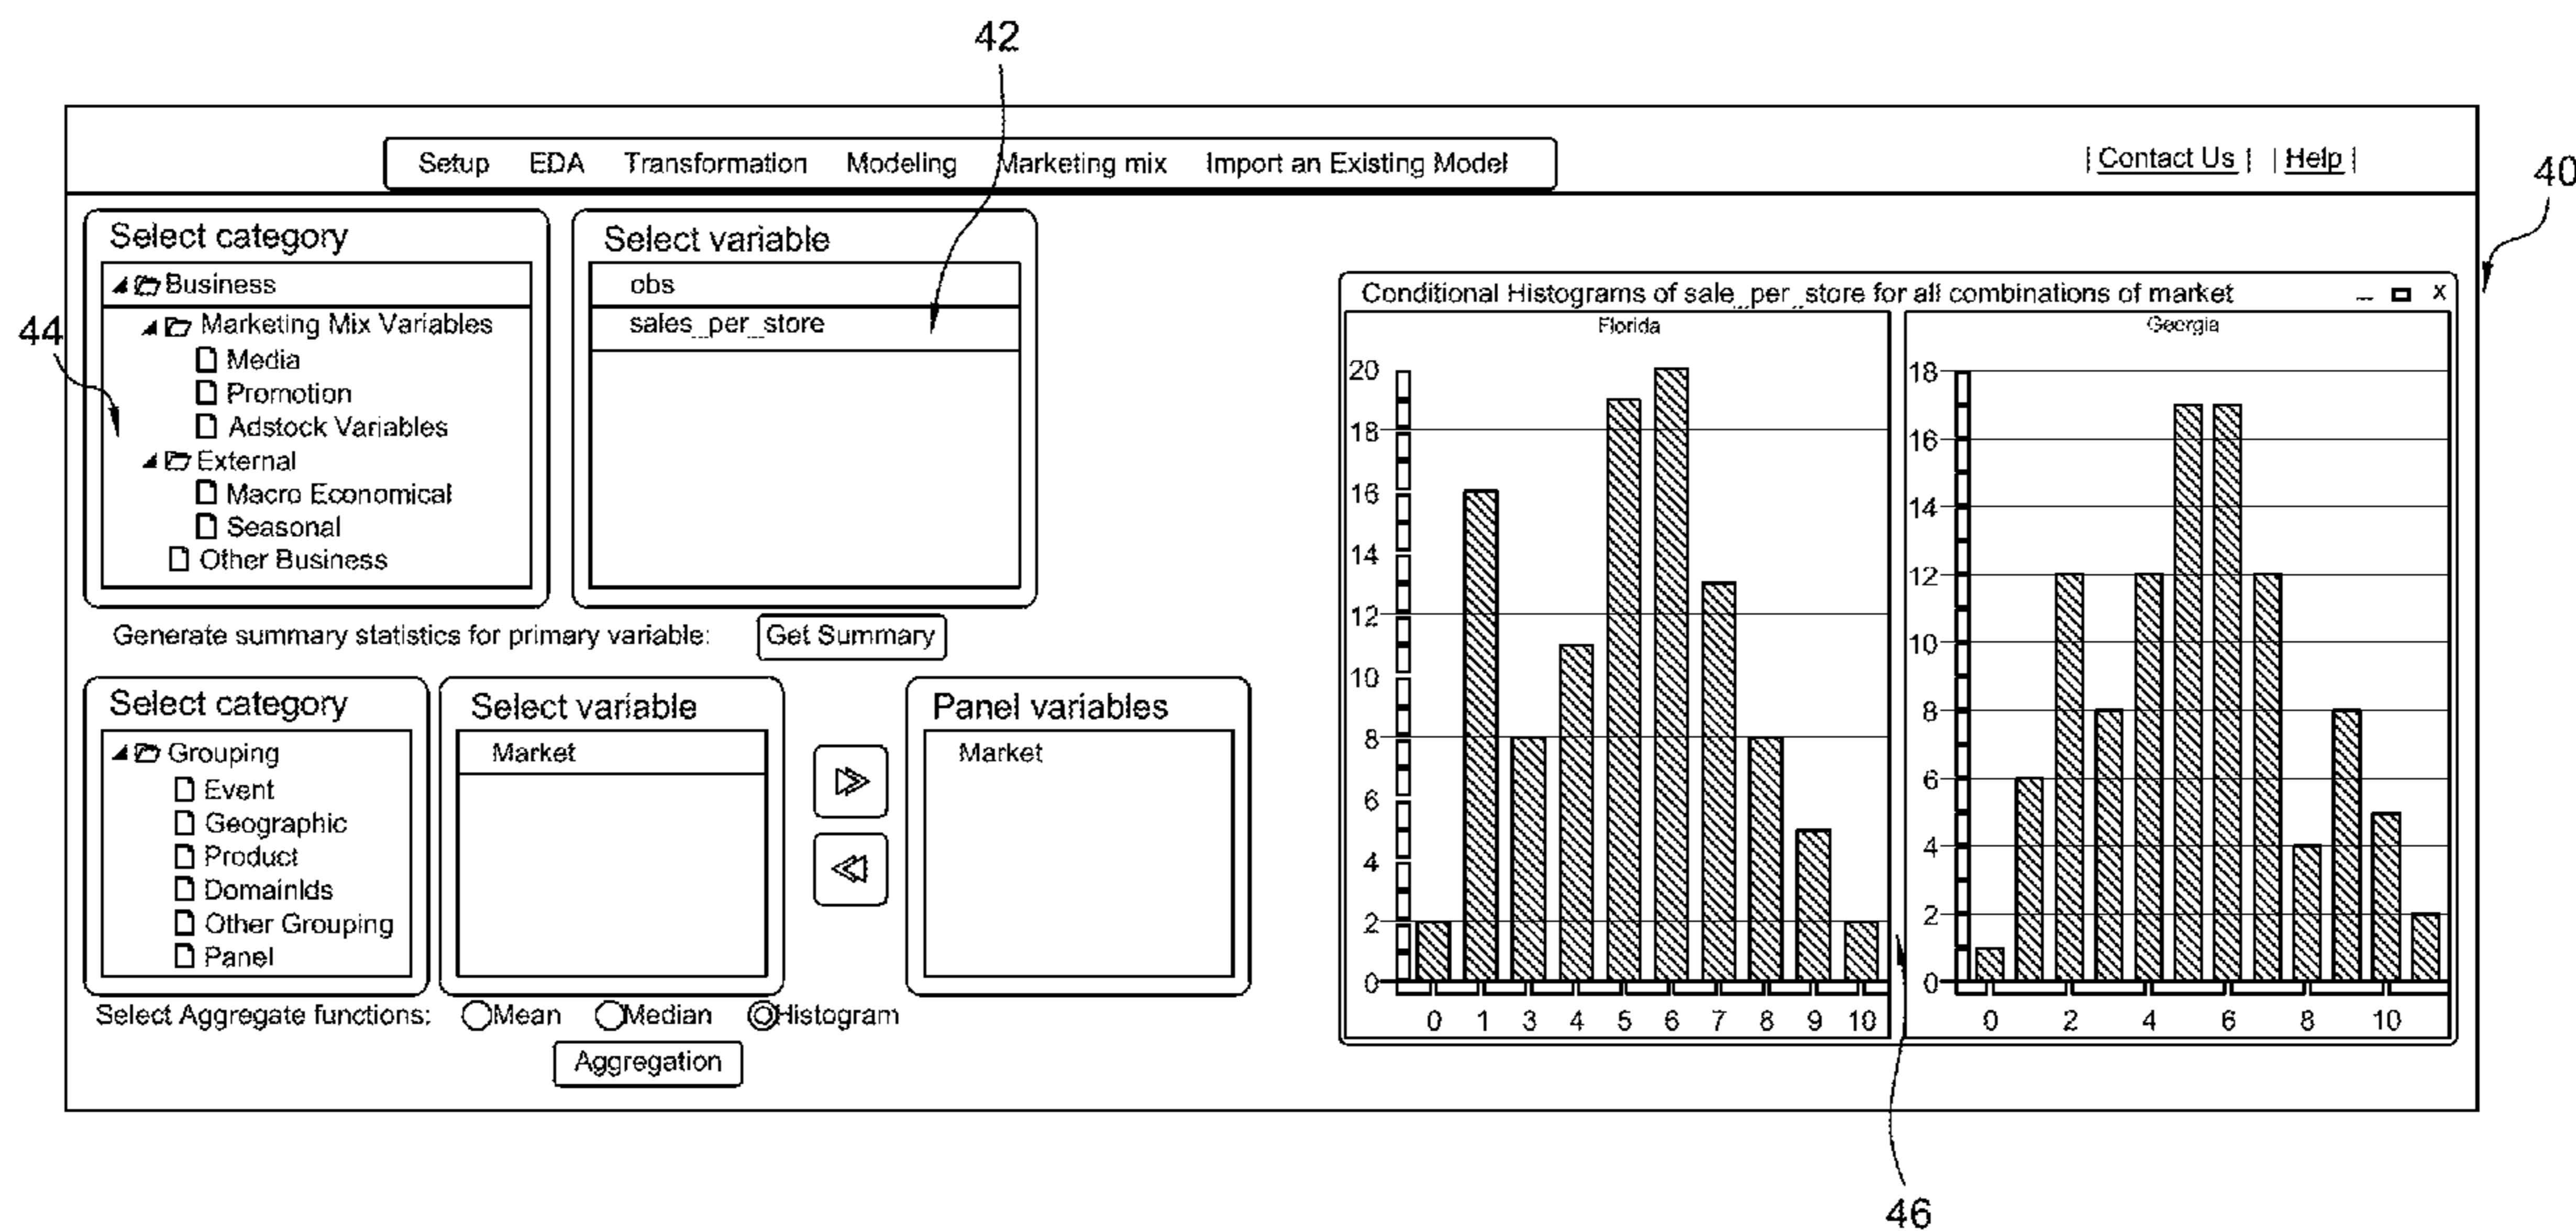 42
Setup EDA Transformation Modeling Marketing mix Import an Existing Model
| Contact Us | | Help |
40
Select category
Business
Marketing Mix Variables
Media
Promotion
Adstock Variables
External
Macro Economical
Seasonal
Other Business
44
Select variable
obs
sales_per_store
Generate summary statistics for primary variable: Get Summary
Select category
Grouping
Event
Geographic
Product
DomainIds
Other Grouping
Panel
Select variable
Market
Panel variables
Market
Select Aggregate functions: Mean Median Histogram
Aggregation
Conditional Histograms of sale_per_store for all combinations of market
_ X
Florida
20
18
16
14
12
10
8
6
4
2
0
0 1 3 4 5 6 7 8 9 10
Georgia
18
16
14
12
10
8
6
4
2
0
0 2 4 6 8 10
46